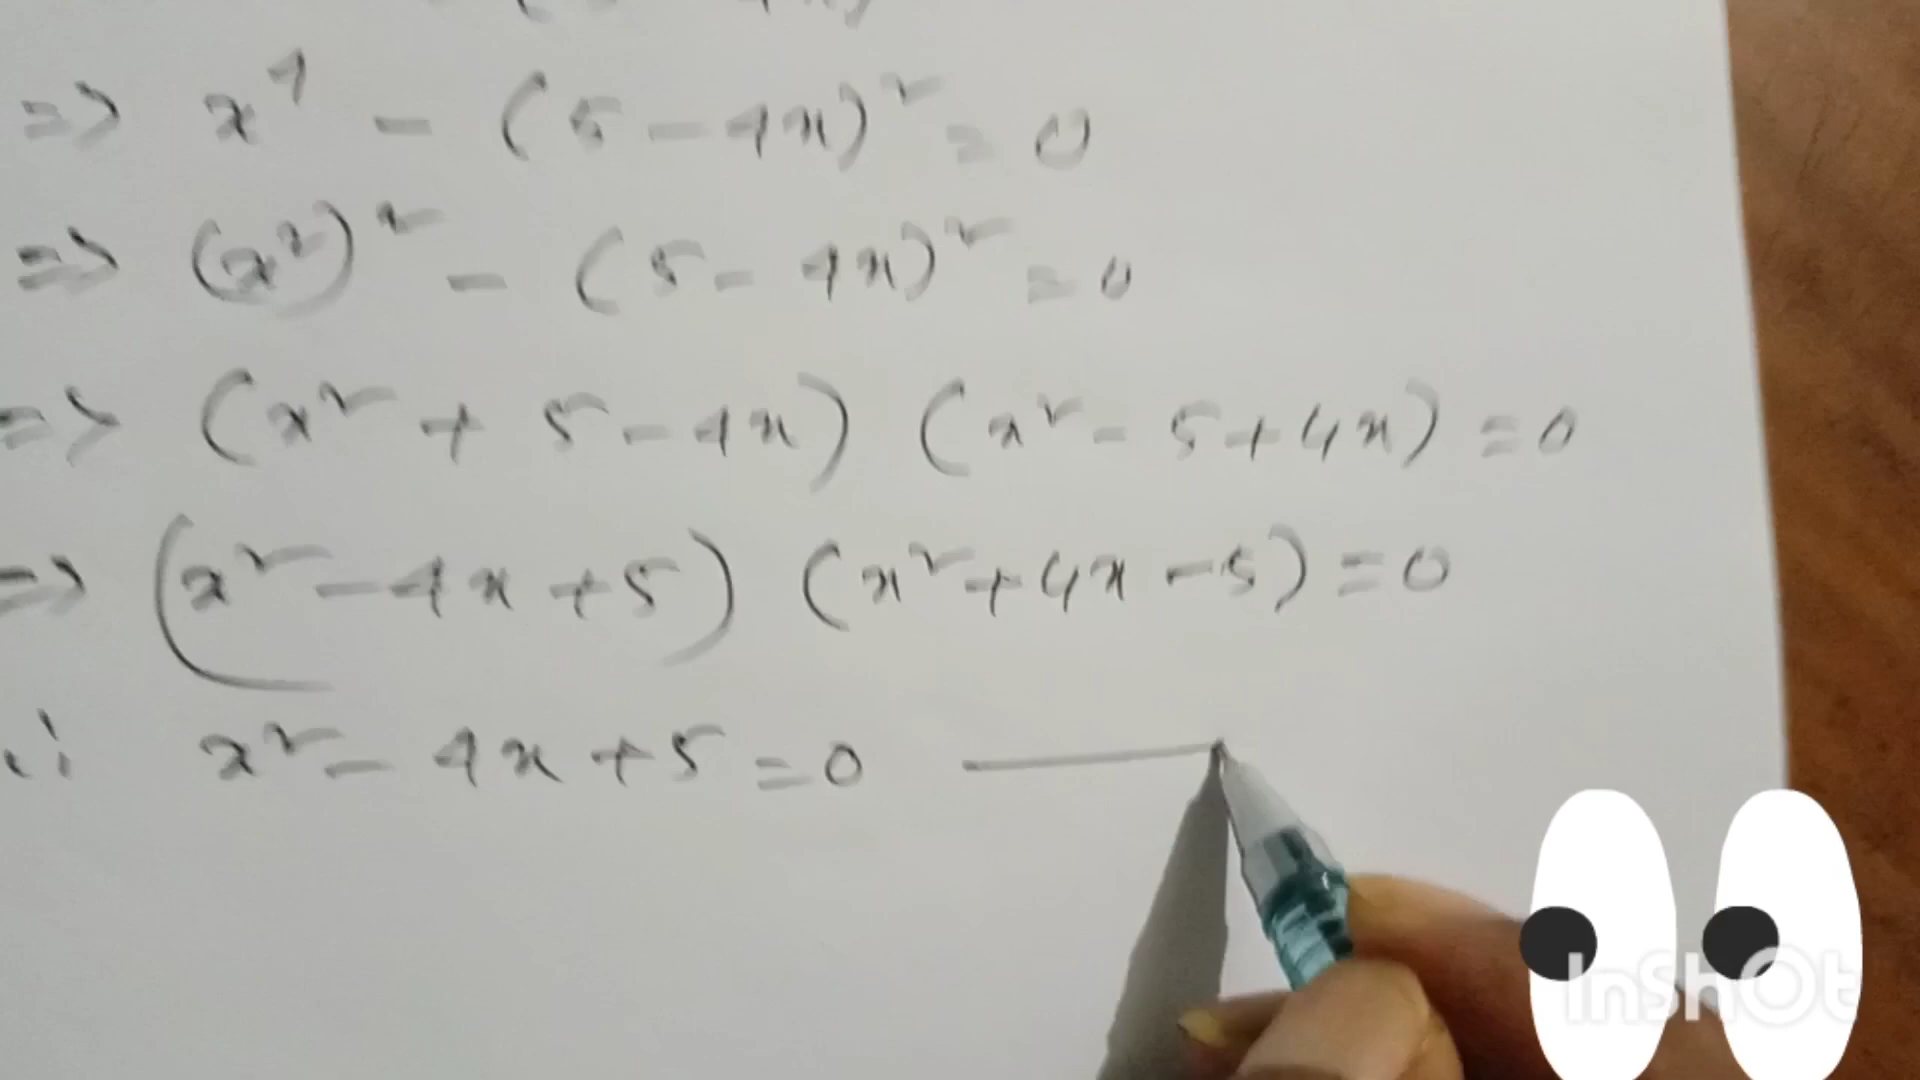 => x⁴ - (5 - 4x)² = 0
=> (x²)² - (5 - 4x)² = 0
=> (x² + 5 - 4x) (x² - 5 + 4x) = 0
=> (x² - 4x + 5) (x² + 4x - 5) = 0
∴ x² - 4x + 5 = 0 —
InShOt